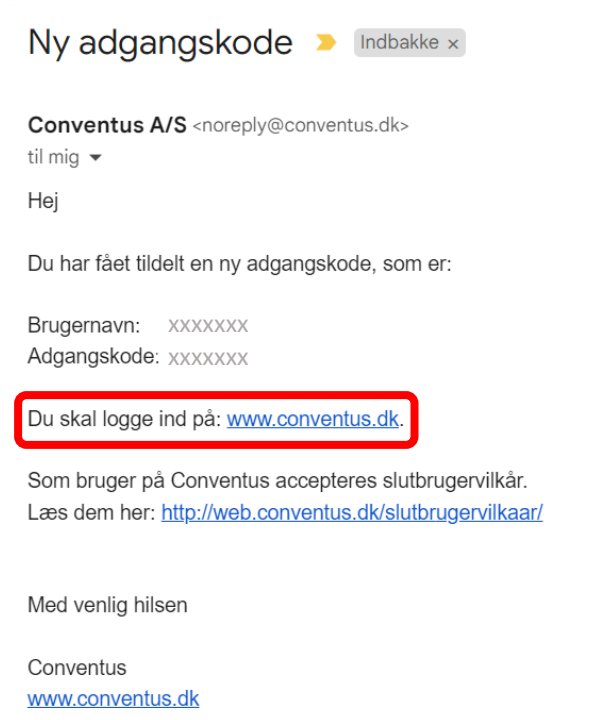 Ny adgangskode Indbakke ×
Conventus A/S <noreply@conventus.dk>
til mig
Hej
Du har fået tildelt en ny adgangskode, som er:
Brugernavn: xxxxxxx
Adgangskode: xxxxxxx
Du skal logge ind på: www.conventus.dk.
Som bruger på Conventus accepteres slutbrugervilkår.
Læs dem her: http://web.conventus.dk/slutbrugervilkaar/
Med venlig hilsen
Conventus
www.conventus.dk